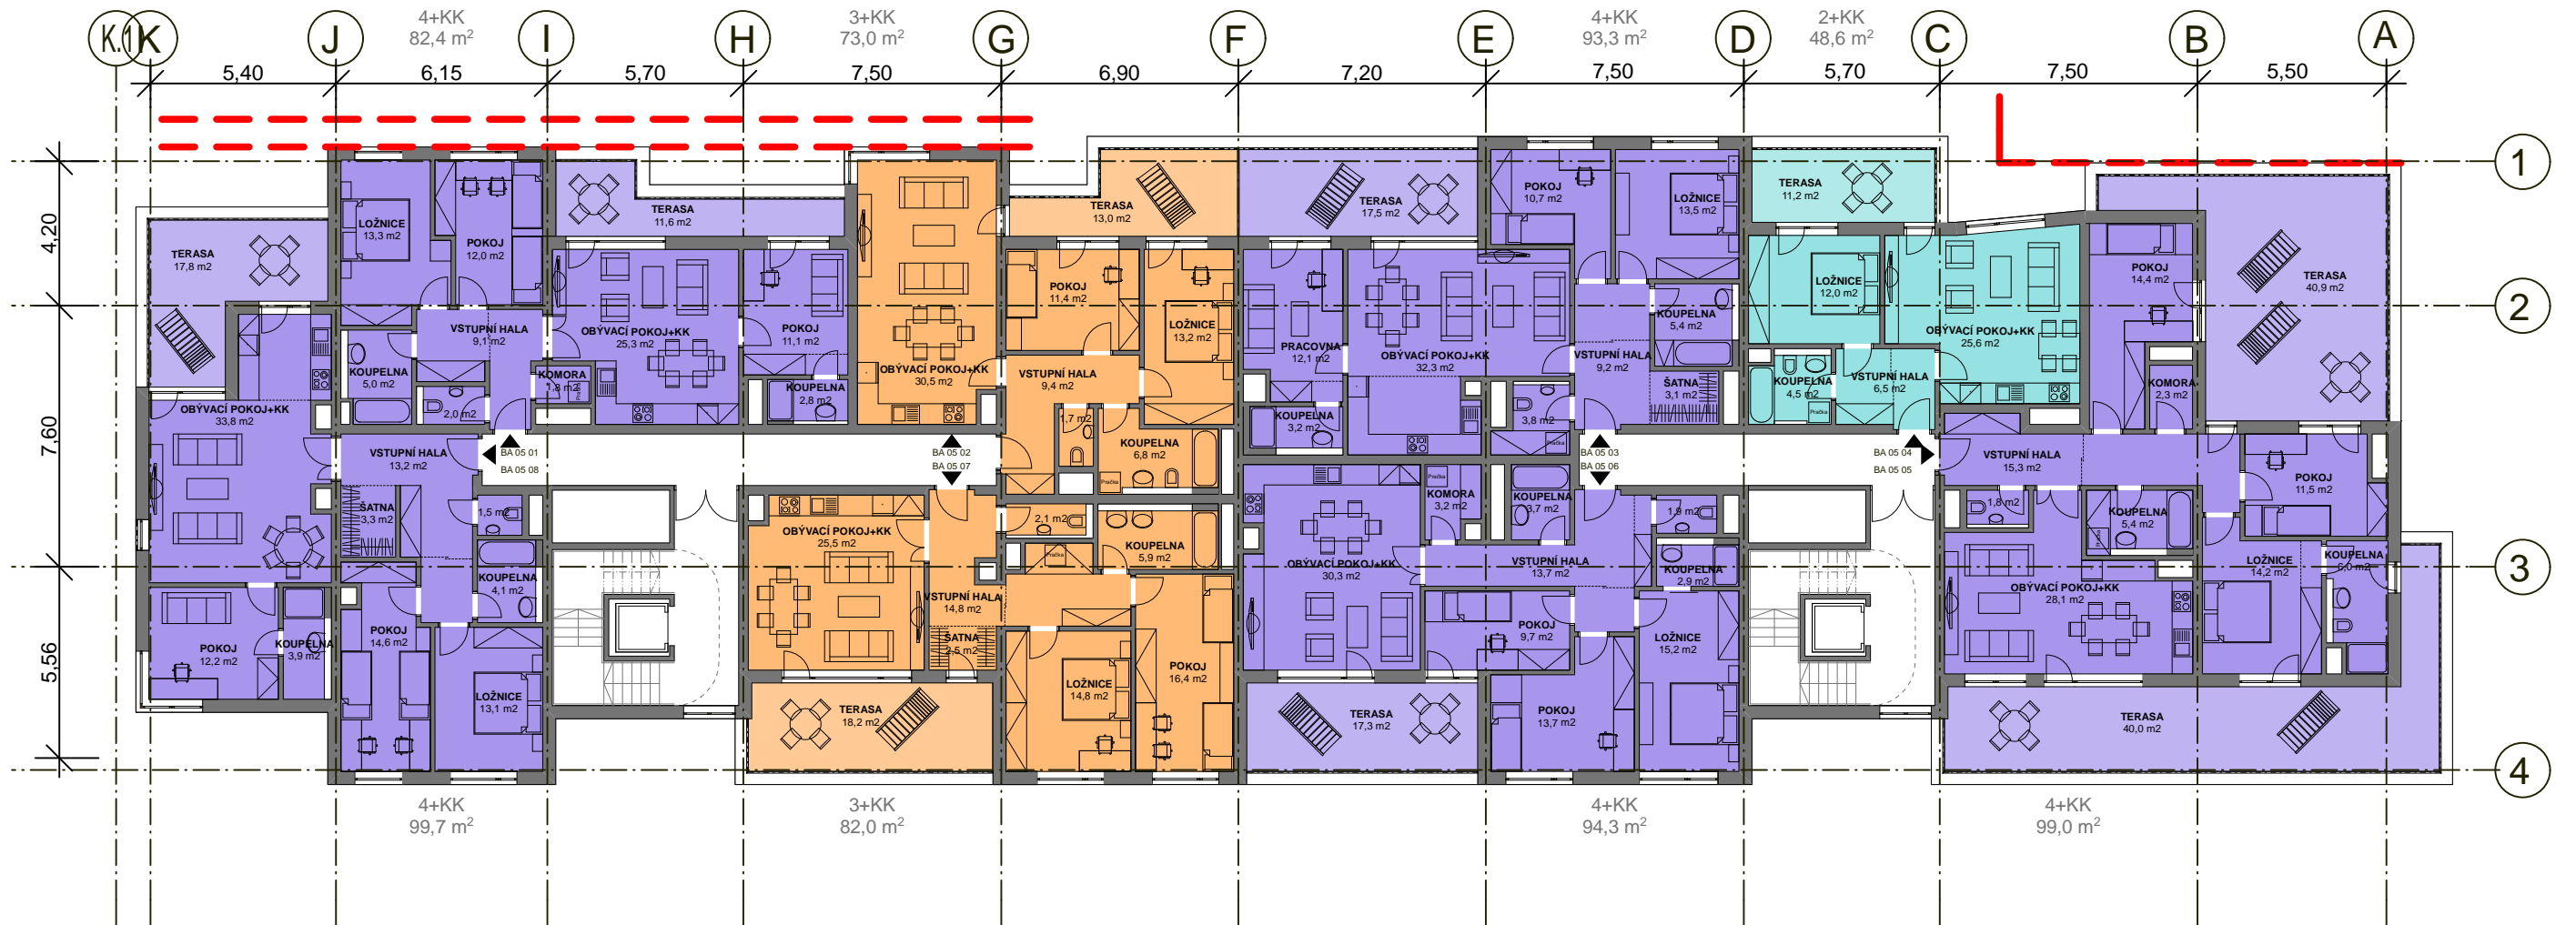 4+KK
82,4 m²
3+KK
73,0 m²
4+KK
93,3 m²
2+KK
48,6 m²
K.1
K
J
I
H
G
F
E
D
C
B
A
5,40
6,15
5,70
7,50
6,90
7,20
7,50
5,70
7,50
5,50
1
2
3
4
4,20
7,60
5,56
TERASA
17,8 m2
LOŽNICE
13,3 m2
POKOJ
12,0 m2
VSTUPNÍ HALA
9,1 m2
KOUPELNA
5,0 m2
2,0 m2
KOMORA
1,8 m2
Pračka
TERASA
11,6 m2
OBÝVACÍ POKOJ+KK
25,3 m2
POKOJ
11,1 m2
KOUPELNA
2,8 m2
OBÝVACÍ POKOJ+KK
30,5 m2
TERASA
13,0 m2
POKOJ
11,4 m2
LOŽNICE
13,2 m2
VSTUPNÍ HALA
9,4 m2
1,7 m2
KOUPELNA
6,8 m2
Pračka
TERASA
17,5 m2
PRACOVNA
12,1 m2
OBÝVACÍ POKOJ+KK
32,3 m2
KOUPELNA
3,2 m2
POKOJ
10,7 m2
LOŽNICE
13,5 m2
KOUPELNA
5,4 m2
VSTUPNÍ HALA
9,2 m2
ŠATNA
3,1 m2
3,8 m2
Pračka
TERASA
11,2 m2
LOŽNICE
12,0 m2
OBÝVACÍ POKOJ+KK
25,6 m2
KOUPELNA
4,5 m2
Pračka
VSTUPNÍ HALA
6,5 m2
POKOJ
14,4 m2
KOMORA
2,3 m2
TERASA
40,9 m2
BA 05 01
BA 05 08
BA 05 02
BA 05 07
BA 05 03
BA 05 06
BA 05 04
BA 05 05
OBÝVACÍ POKOJ+KK
33,8 m2
VSTUPNÍ HALA
13,2 m2
ŠATNA
3,3 m2
1,5 m2
KOUPELNA
4,1 m2
POKOJ
12,2 m2
KOUPELNA
3,9 m2
POKOJ
14,6 m2
LOŽNICE
13,1 m2
OBÝVACÍ POKOJ+KK
25,5 m2
2,1 m2
Pračka
KOUPELNA
5,9 m2
VSTUPNÍ HALA
14,8 m2
ŠATNA
2,5 m2
LOŽNICE
14,8 m2
POKOJ
16,4 m2
TERASA
18,2 m2
OBÝVACÍ POKOJ+KK
30,3 m2
KOMORA
3,2 m2
Pračka
KOUPELNA
3,7 m2
1,9 m2
VSTUPNÍ HALA
13,7 m2
KOUPELNA
2,9 m2
POKOJ
9,7 m2
LOŽNICE
15,2 m2
POKOJ
13,7 m2
TERASA
17,3 m2
VSTUPNÍ HALA
15,3 m2
1,8 m2
KOUPELNA
5,4 m2
Pračka
POKOJ
11,5 m2
OBÝVACÍ POKOJ+KK
28,1 m2
LOŽNICE
14,2 m2
KOUPELNA
6,0 m2
TERASA
40,0 m2
4+KK
99,7 m²
3+KK
82,0 m²
4+KK
94,3 m²
4+KK
99,0 m²